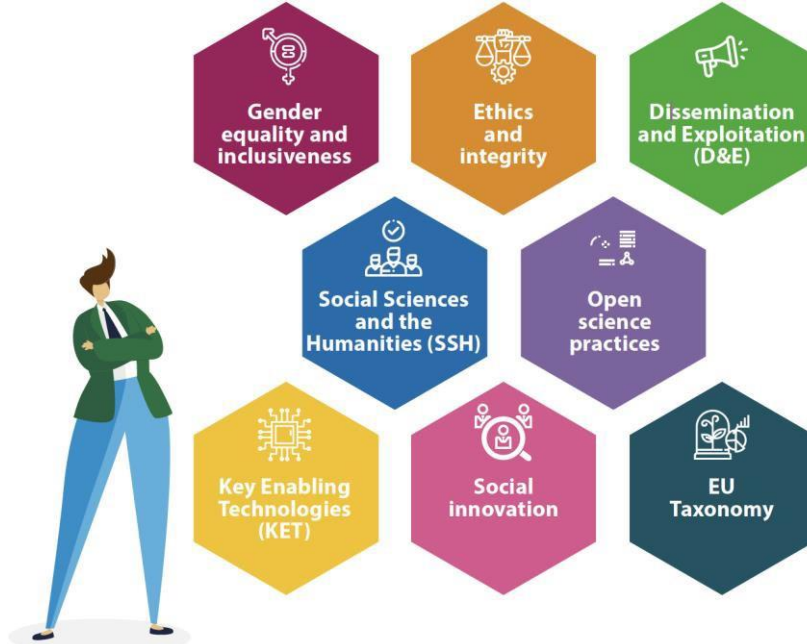 Gender
equality and
inclusiveness
Ethics
and
integrity
Dissemination
and Exploitation
(D&E)
Social Sciences
and the
Humanities (SSH)
Open
science
practices
Key Enabling
Technologies
(KET)
Social
innovation
EU
Taxonomy